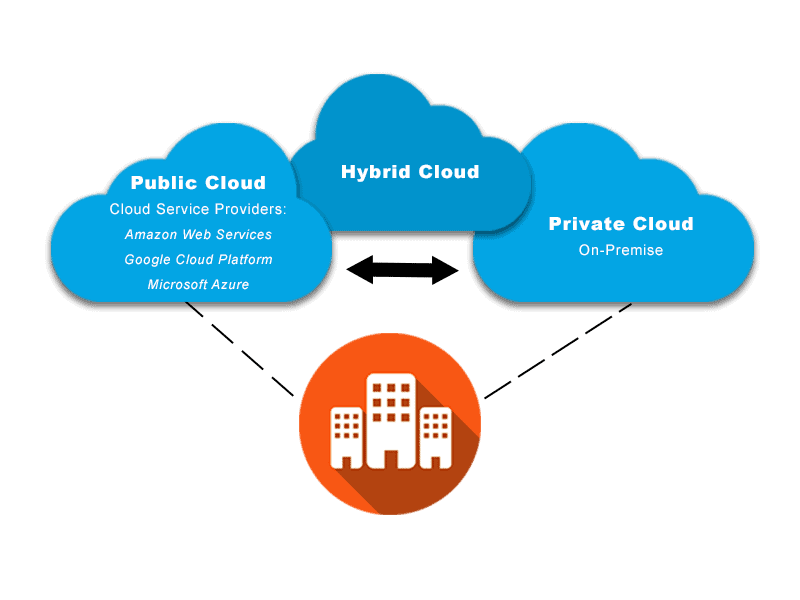 Public Cloud
Cloud Service Providers:
Amazon Web Services
Google Cloud Platform
Microsoft Azure
Hybrid Cloud
Private Cloud
On-Premise